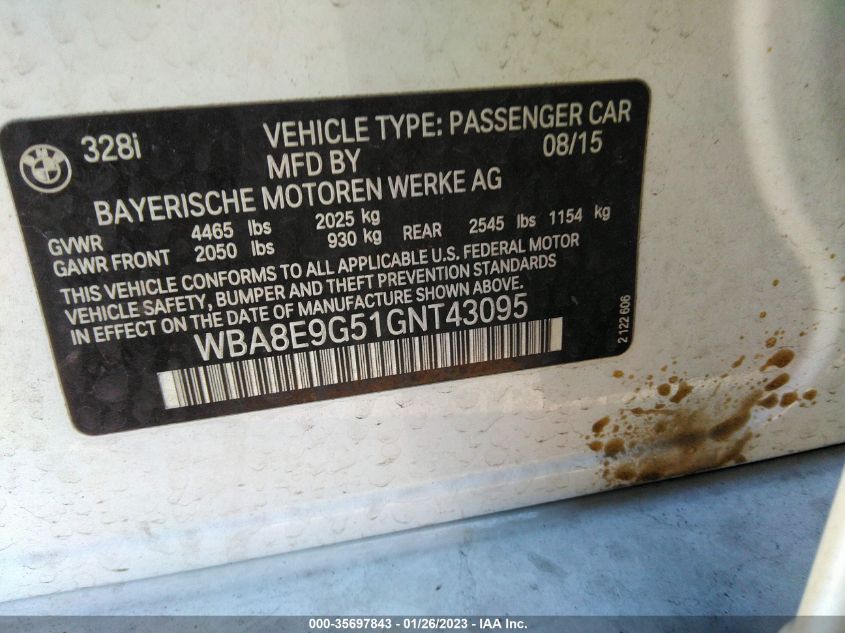 328i VEHICLE TYPE: PASSENGER CAR
MFD BY 08/15
BAYERISCHE MOTOREN WERKE AG
GVWR 4465 lbs 2025 kg
GAWR FRONT 2050 lbs 930 kg REAR 2545 lbs 1154 kg
THIS VEHICLE CONFORMS TO ALL APPLICABLE U.S. FEDERAL MOTOR
VEHICLE SAFETY, BUMPER AND THEFT PREVENTION STANDARDS
IN EFFECT ON THE DATE OF MANUFACTURE SHOWN ABOVE.
WBA8E9G51GNT43095
2 122 606
000-35697843 - 01/26/2023 - IAA Inc.